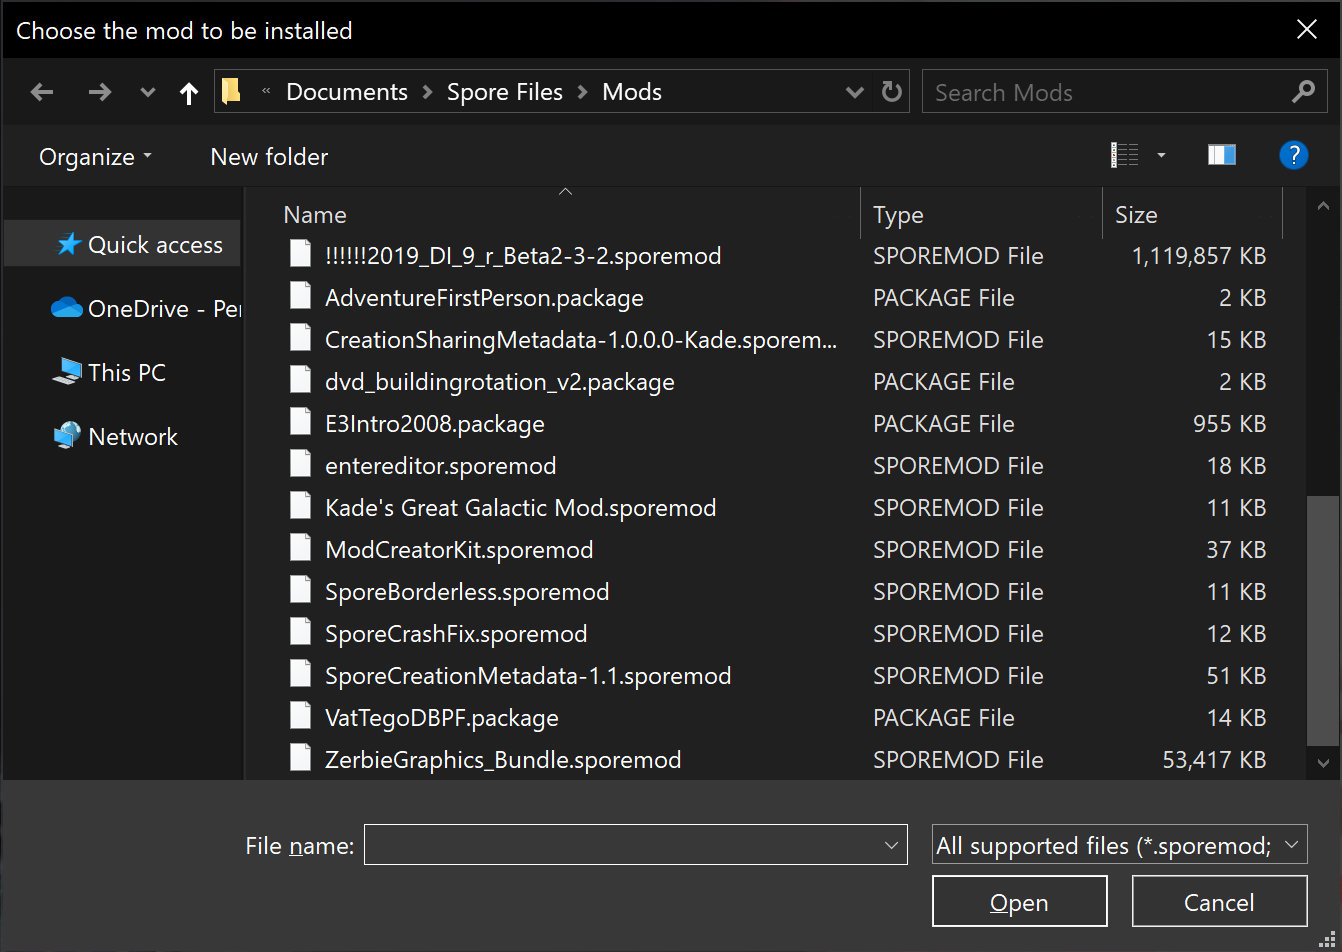 Choose the mod to be installed
« Documents > Spore Files > Mods
Search Mods
Organize
New folder
?
Quick access
OneDrive - Per
This PC
Network
Name Type Size
!!!!!!2019_DI_9_r_Beta2-3-2.sporemod SPOREMOD File 1,119,857 KB
AdventureFirstPerson.package PACKAGE File 2 KB
CreationSharingMetadata-1.0.0.0-Kade.sporem... SPOREMOD File 15 KB
dvd_buildingrotation_v2.package PACKAGE File 2 KB
E3Intro2008.package PACKAGE File 955 KB
entereditor.sporemod SPOREMOD File 18 KB
Kade's Great Galactic Mod.sporemod SPOREMOD File 11 KB
ModCreatorKit.sporemod SPOREMOD File 37 KB
SporeBorderless.sporemod SPOREMOD File 11 KB
SporeCrashFix.sporemod SPOREMOD File 12 KB
SporeCreationMetadata-1.1.sporemod SPOREMOD File 51 KB
VatTegoDBPF.package PACKAGE File 14 KB
ZerbieGraphics_Bundle.sporemod SPOREMOD File 53,417 KB
File name:
All supported files (*.sporemod;
Open
Cancel